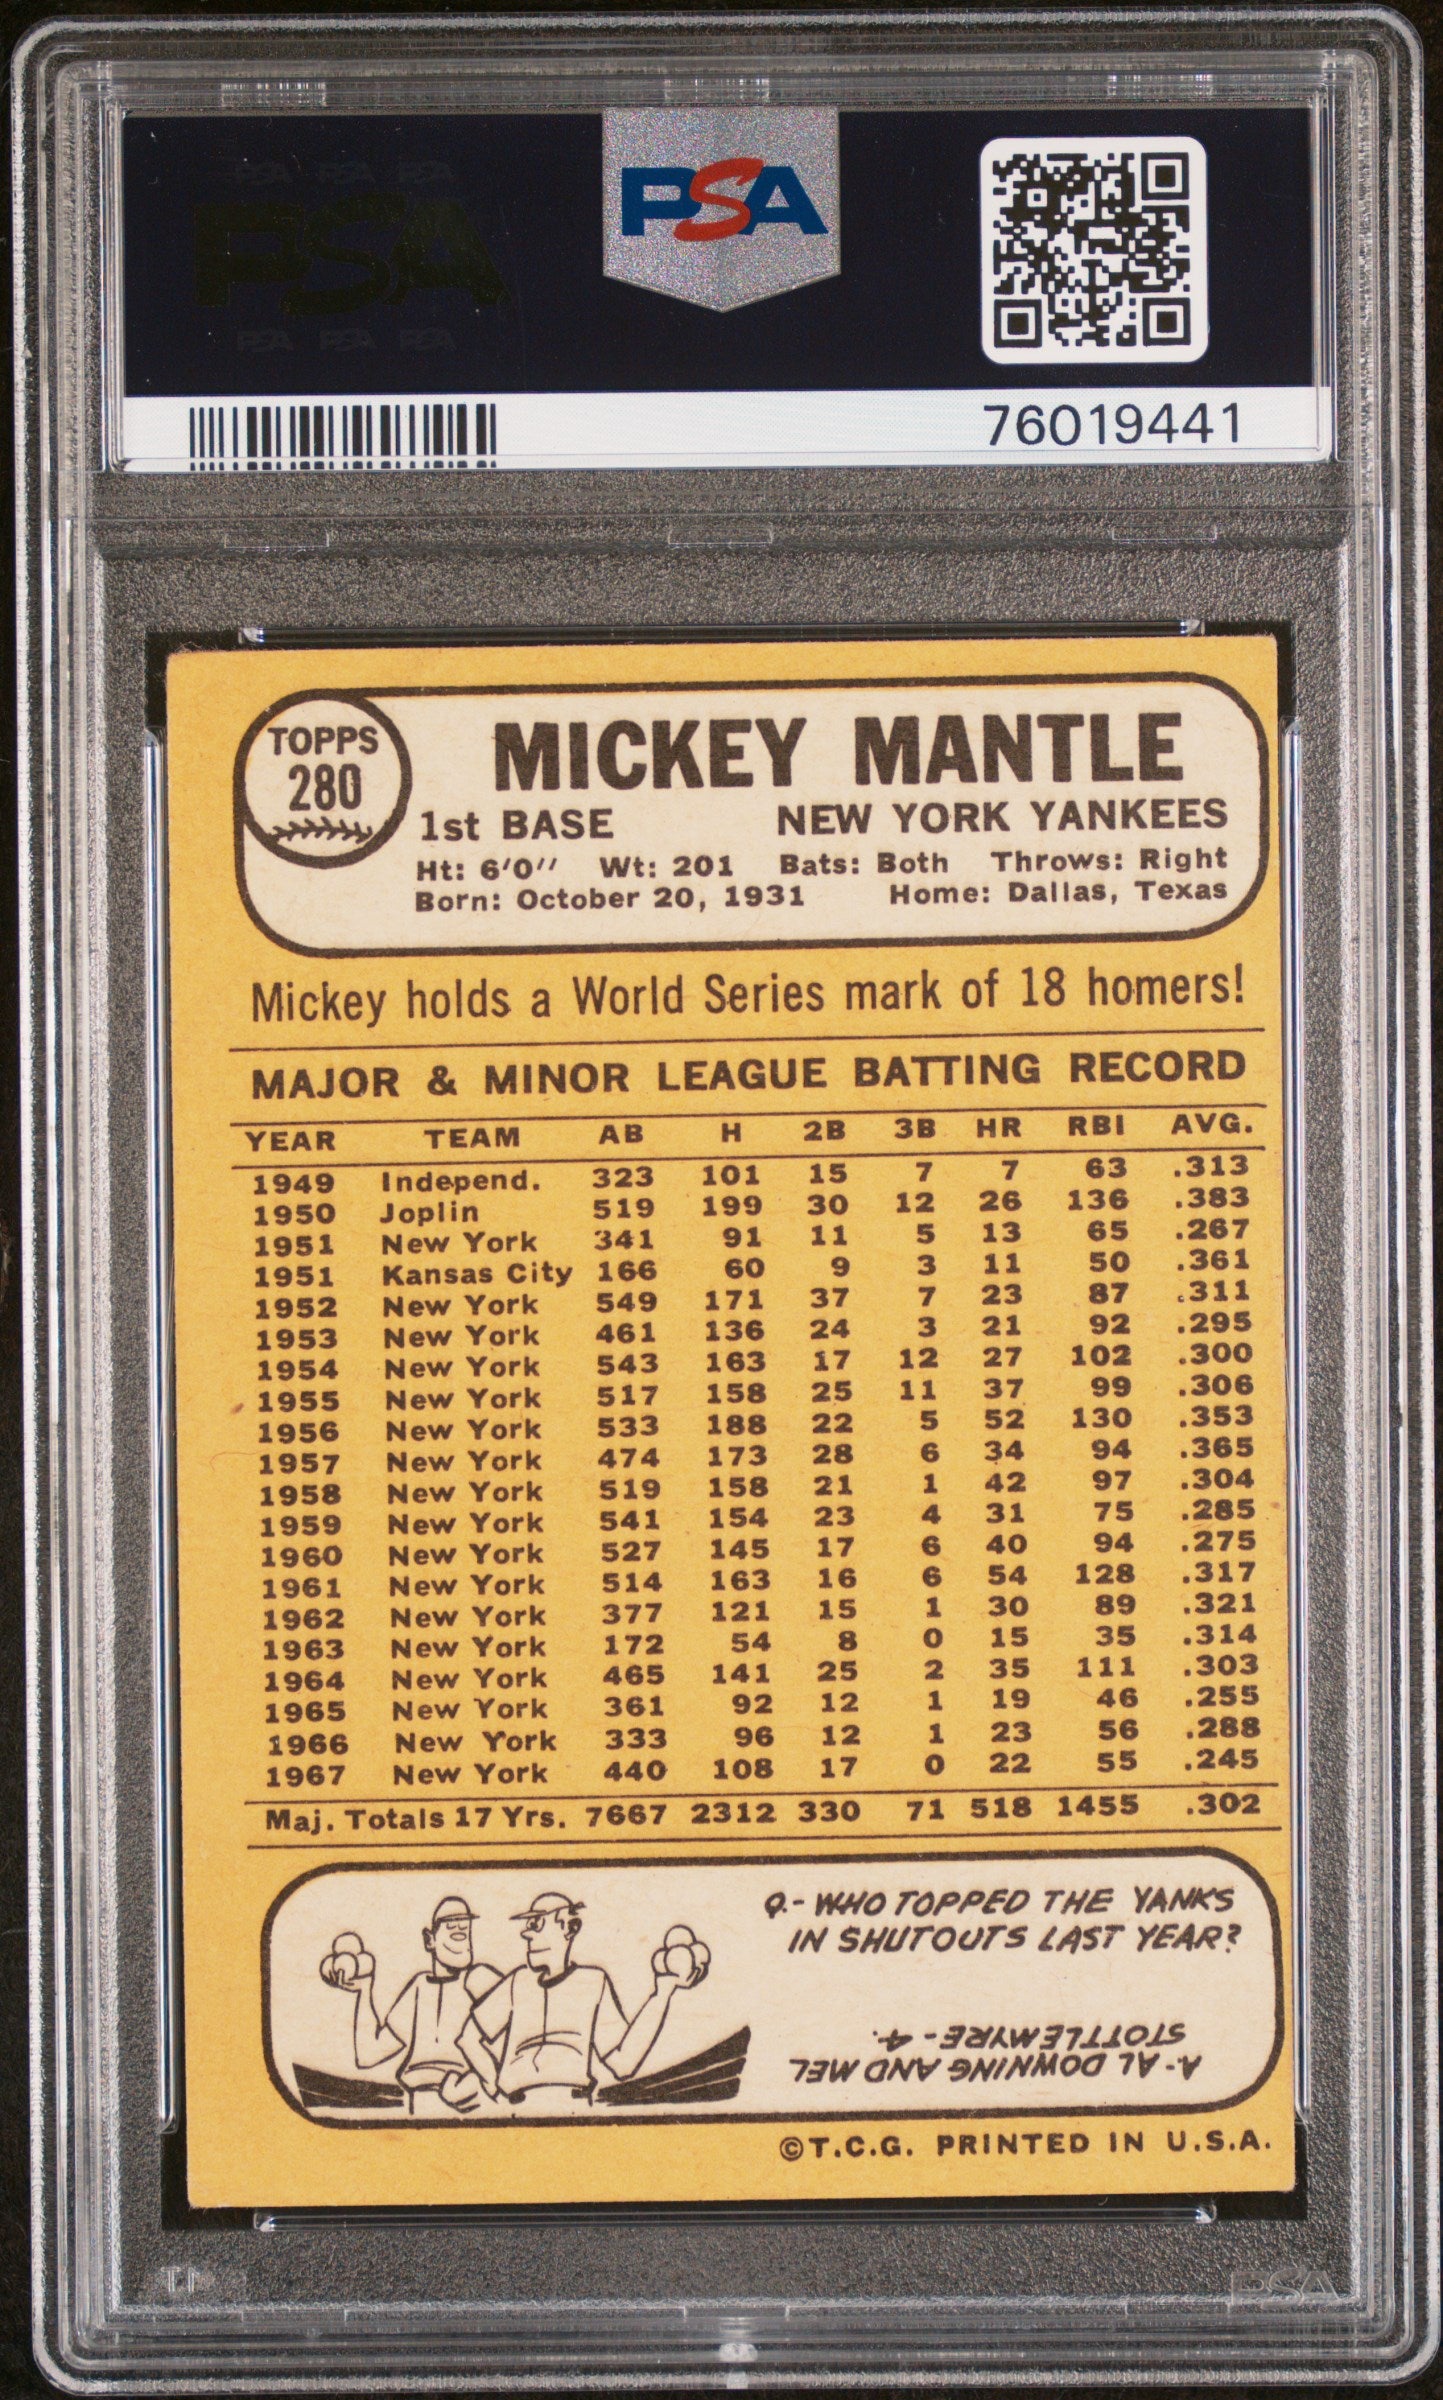 PSA PSA PSA
PSA
PSA PSA PSA
PSA
76019441
TOPPS
280
MICKEY MANTLE
1st BASE NEW YORK YANKEES
Ht: 6'0" Wt: 201 Bats: Both Throws: Right
Born: October 20, 1931 Home: Dallas, Texas
Mickey holds a World Series mark of 18 homers!
MAJOR & MINOR LEAGUE BATTING RECORD
YEAR TEAM AB H 2B 3B HR RBI AVG.
1949 Independ. 323 101 15 7 7 63 .313
1950 Joplin 519 199 30 12 26 136 .383
1951 New York 341 91 11 5 13 65 .267
1951 Kansas City 166 60 9 3 11 50 .361
1952 New York 549 171 37 7 23 87 .311
1953 New York 461 136 24 3 21 92 .295
1954 New York 543 163 17 12 27 102 .300
1955 New York 517 158 25 11 37 99 .306
1956 New York 533 188 22 5 52 130 .353
1957 New York 474 173 28 6 34 94 .365
1958 New York 519 158 21 1 42 97 .304
1959 New York 541 154 23 4 31 75 .285
1960 New York 527 145 17 6 40 94 .275
1961 New York 514 163 16 6 54 128 .317
1962 New York 377 121 15 1 30 89 .321
1963 New York 172 54 8 0 15 35 .314
1964 New York 465 141 25 2 35 111 .303
1965 New York 361 92 12 1 19 46 .255
1966 New York 333 96 12 1 23 56 .288
1967 New York 440 108 17 0 22 55 .245
Maj. Totals 17 Yrs. 7667 2312 330 71 518 1455 .302
Q.- WHO TOPPED THE YANKS
IN SHUTOUTS LAST YEAR?
A.- AL DOWNING AND MEL
STOTTLEMYRE - 4.
©T.C.G. PRINTED IN U.S.A.
PSA